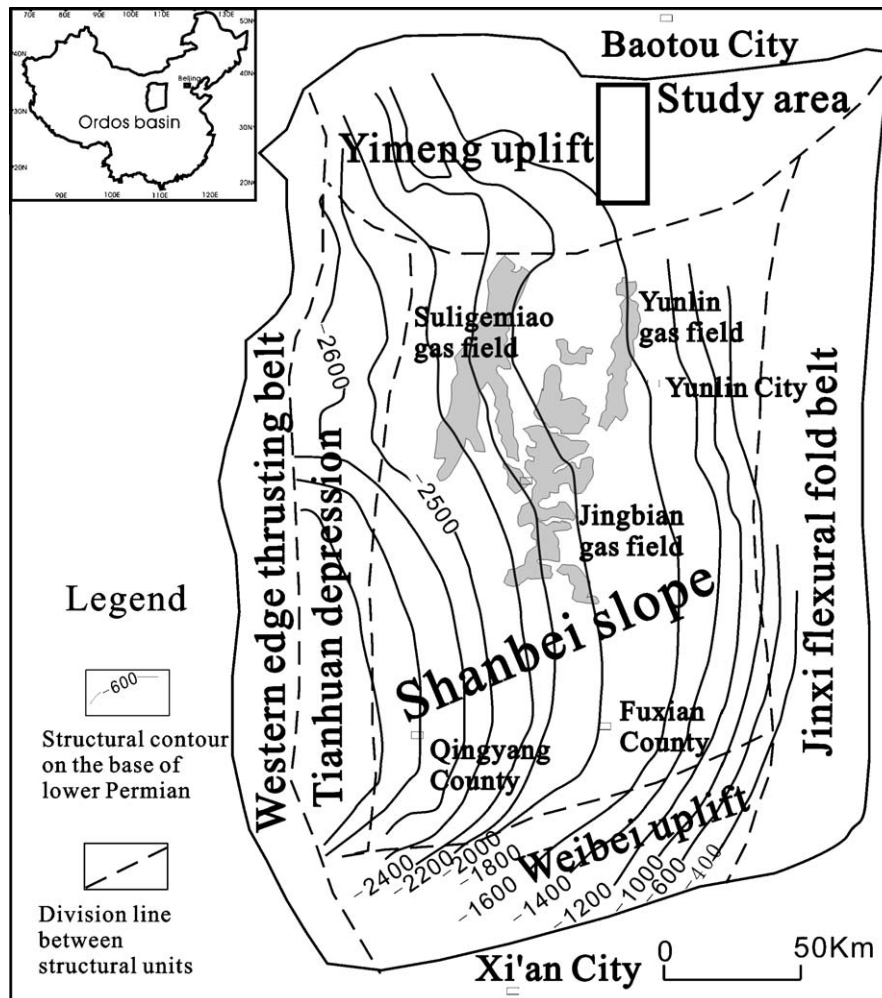 70E
80E
90E
100E
110E
120E
130E
50N
40N
30N
20N
40N
30N
20N
Beijing
Ordos basin
90E
100E
110E
120E
Baotou City
Study area
Yimeng uplift
Suligemiao
gas field
Yunlin
gas field
Yunlin City
Jingbian
gas field
Western edge thrusting belt
Tianhuan depression
-2600
-2500
Shanbei slope
Jinxi flexural fold belt
Qingyang
County
Fuxian
County
Weibei uplift
-2400
-2200
-2000
-1800
-1600
-1400
-1200
-1000
-600
-400
Legend
-600
Structural contour
on the base of
lower Permian
Division line
between
structural units
0 50Km
Xi'an City